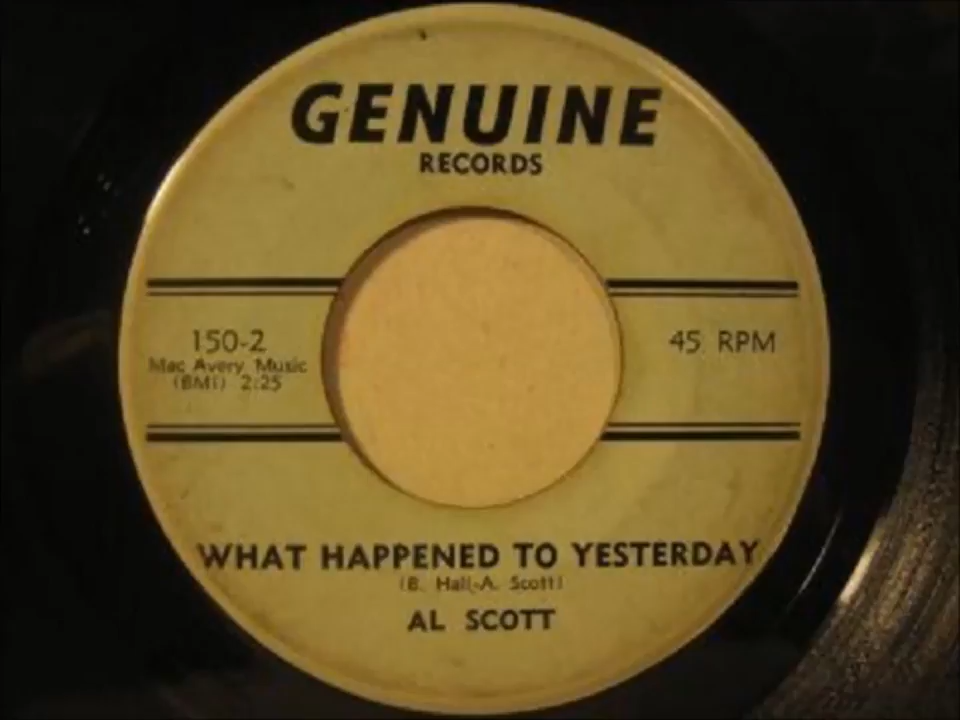 GENUINE
RECORDS
150-2
Mac Avery Music
(BMI) 2:25
45 RPM
WHAT HAPPENED TO YESTERDAY
(B. Hall-A. Scott)
AL SCOTT